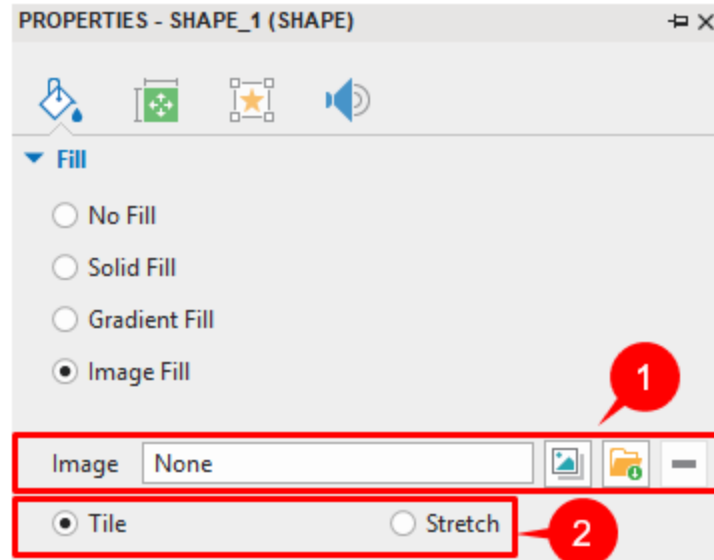 PROPERTIES - SHAPE_1 (SHAPE)
Fill
No Fill
Solid Fill
Gradient Fill
Image Fill
1
Image None
Tile Stretch
2